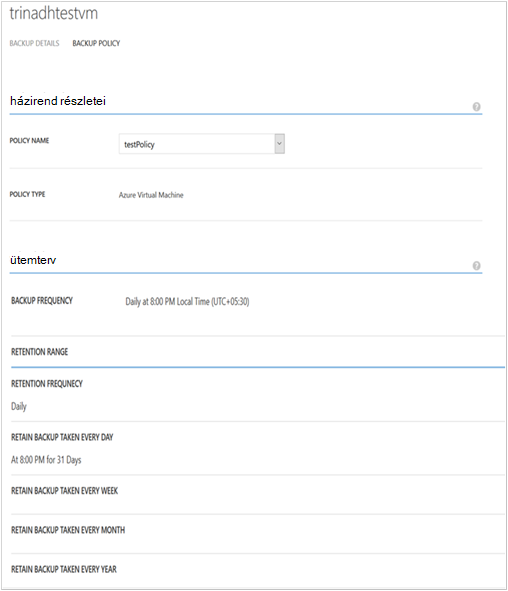 trinadhtestvm
BACKUP DETAILS BACKUP POLICY
házirend részletei
?
POLICY NAME testPolicy
POLICY TYPE Azure Virtual Machine
ütemterv
?
BACKUP FREQUENCY Daily at 8:00 PM Local Time (UTC+05:30)
RETENTION RANGE
RETENTION FREQUNECY
Daily
RETAIN BACKUP TAKEN EVERY DAY
At 8:00 PM for 31 Days
RETAIN BACKUP TAKEN EVERY WEEK
RETAIN BACKUP TAKEN EVERY MONTH
RETAIN BACKUP TAKEN EVERY YEAR